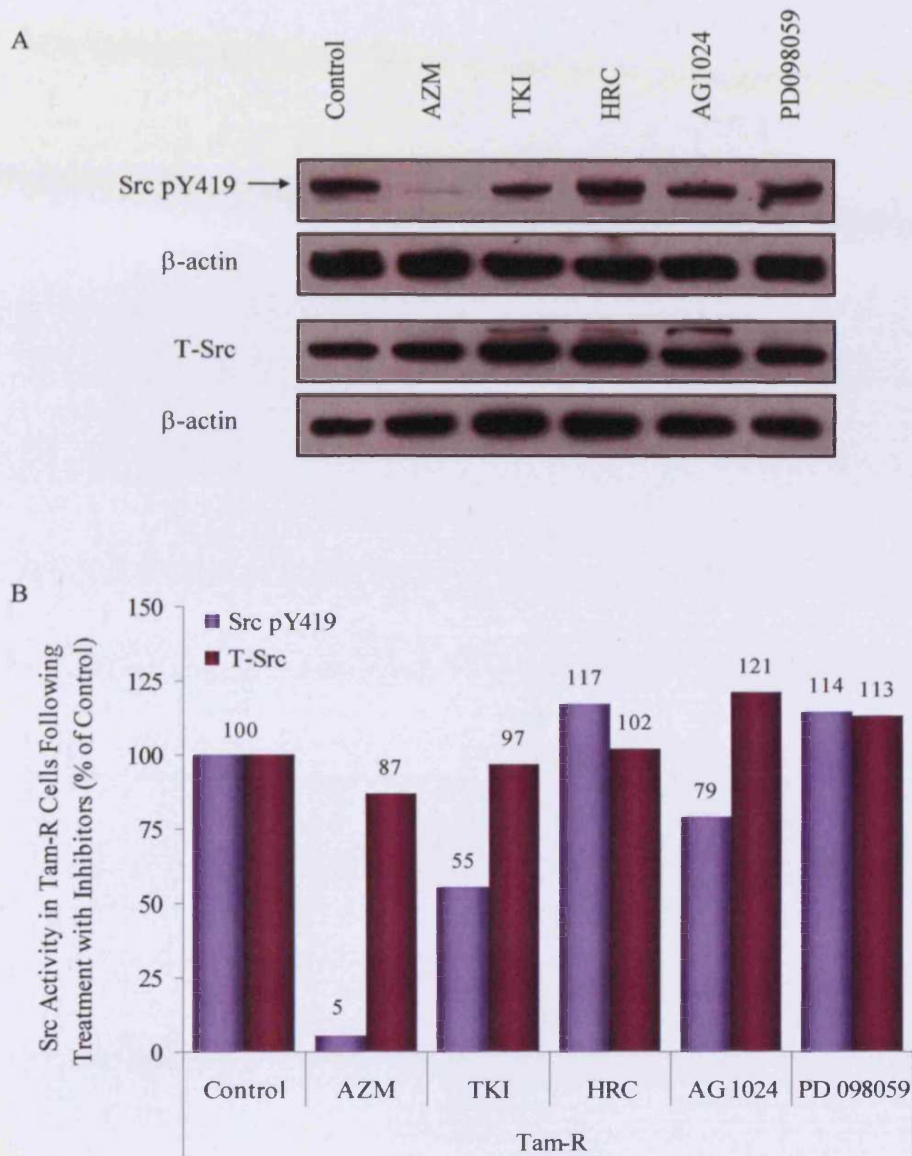 A
Control
AZM
TKI
HRC
AG1024
PD098059
Src pY419
β-actin
T-Src
β-actin
B
Src Activity in Tam-R Cells Following
Treatment with Inhibitors (% of Control)
150
125
100
75
50
25
0
Src pY419
T-Src
100
5
87
55
97
117
102
79
121
114
113
Control
AZM
TKI
HRC
AG 1024
PD 098059
Tam-R